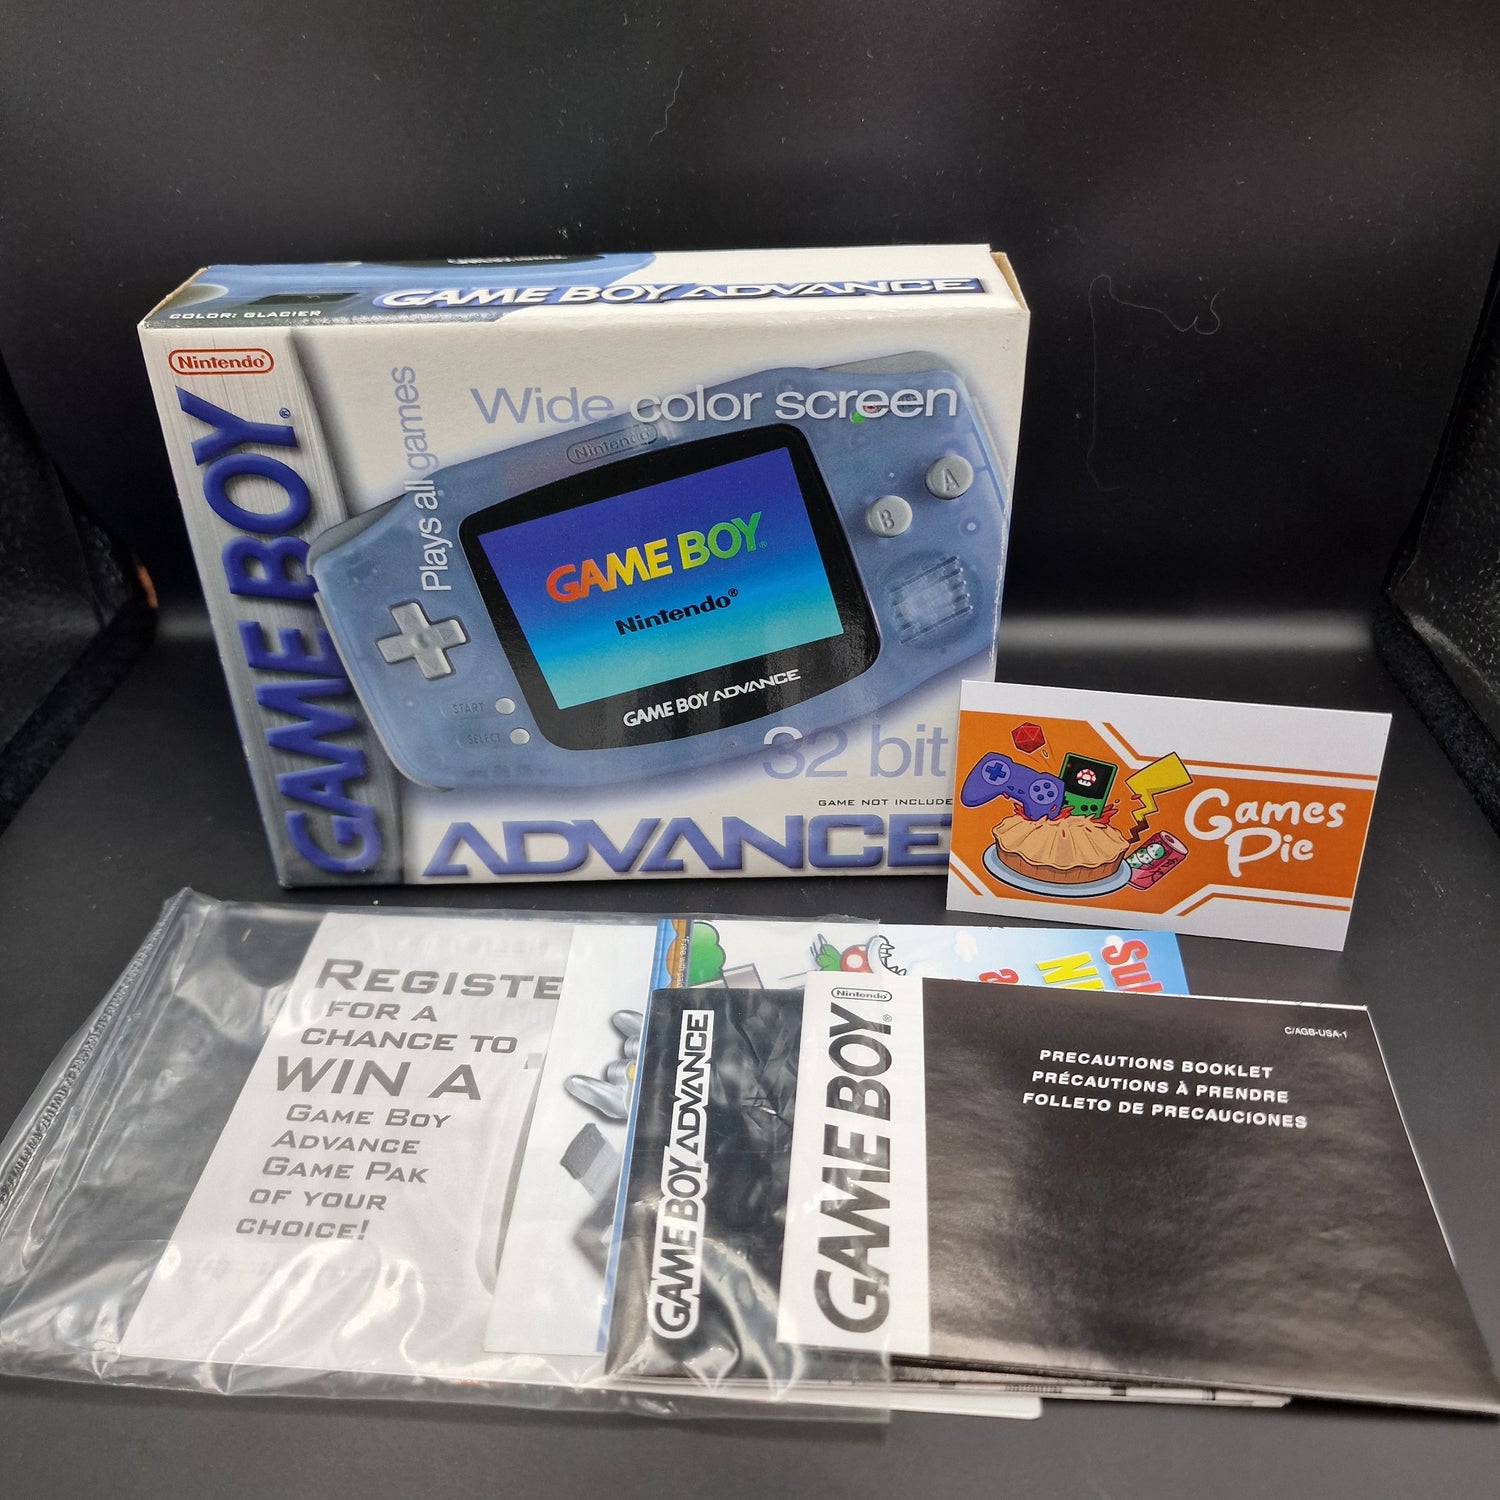 GAME BOY ADVANCE
COLOR: GLACIER
Nintendo®
GAME BOY®
Plays all games
Wide color screen
Nintendo
A
B
GAME BOY®
Nintendo®
GAME BOY ADVANCE
START
SELECT
32 bit
GAME NOT INCLUDE
ADVANCE
Games
Pie
REGISTE
FOR A
CHANCE TO
WIN A
GAME BOY
ADVANCE
GAME PAK
OF YOUR
CHOICE!
GAME BOY ADVANCE
Nintendo
GAME BOY®
C/AGB-USA-1
PRECAUTIONS BOOKLET
PRÉCAUTIONS À PRENDRE
FOLLETO DE PRECAUCIONES